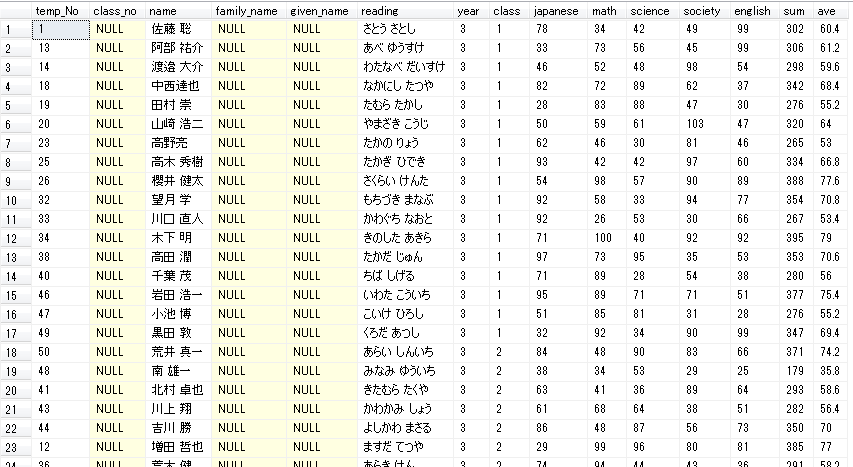 temp_No class_no name family_name given_name reading year class japanese math science society english sum ave
1 1 NULL 佐藤 聡 NULL NULL さとう さとし 3 1 78 34 42 49 99 302 60.4
2 13 NULL 阿部 祐介 NULL NULL あべ ゆうすけ 3 1 33 73 56 45 99 306 61.2
3 14 NULL 渡邉 大介 NULL NULL わたなべ だいすけ 3 1 46 52 48 98 54 298 59.6
4 18 NULL 中西達也 NULL NULL なかにし たつや 3 1 82 72 89 62 37 342 68.4
5 19 NULL 田村 崇 NULL NULL たむら たかし 3 1 28 83 88 47 30 276 55.2
6 20 NULL 山崎 浩二 NULL NULL やまざき こうじ 3 1 50 59 61 103 47 320 64
7 23 NULL 高野亮 NULL NULL たかの りょう 3 1 62 46 30 81 46 265 53
8 25 NULL 高木 秀樹 NULL NULL たかぎ ひでき 3 1 93 42 42 97 60 334 66.8
9 26 NULL 櫻井 健太 NULL NULL さくらい けんた 3 1 54 98 57 90 89 388 77.6
10 32 NULL 望月 学 NULL NULL もちづき まなぶ 3 1 92 58 33 94 77 354 70.8
11 33 NULL 川口 直人 NULL NULL かわぐち なおと 3 1 92 26 53 30 66 267 53.4
12 34 NULL 木下 明 NULL NULL きのした あきら 3 1 71 100 40 92 92 395 79
13 38 NULL 高田 潤 NULL NULL たかだ じゅん 3 1 97 73 95 35 53 353 70.6
14 40 NULL 千葉 茂 NULL NULL ちば しげる 3 1 71 89 28 54 38 280 56
15 46 NULL 岩田 浩一 NULL NULL いわた こういち 3 1 95 89 71 71 51 377 75.4
16 47 NULL 小池 博 NULL NULL こいけ ひろし 3 1 51 85 81 31 28 276 55.2
17 49 NULL 黒田 敦 NULL NULL くろだ あつし 3 1 32 92 34 90 99 347 69.4
18 50 NULL 荒井 真一 NULL NULL あらい しんいち 3 2 84 48 90 83 66 371 74.2
19 48 NULL 南 雄一 NULL NULL みなみ ゆういち 3 2 38 34 53 29 25 179 35.8
20 41 NULL 北村 卓也 NULL NULL きたむら たくや 3 2 63 41 36 89 64 293 58.6
21 43 NULL 川上 翔 NULL NULL かわかみ しょう 3 2 61 68 64 38 51 282 56.4
22 44 NULL 吉川 勝 NULL NULL よしかわ まさる 3 2 86 48 87 56 73 350 70
23 12 NULL 増田 哲也 NULL NULL ますだ てつや 3 2 29 99 96 80 81 385 77
24 36 NULL 荒木 健 NULL NULL あらき けん 3 2 74 94 44 43 36 291 58.2